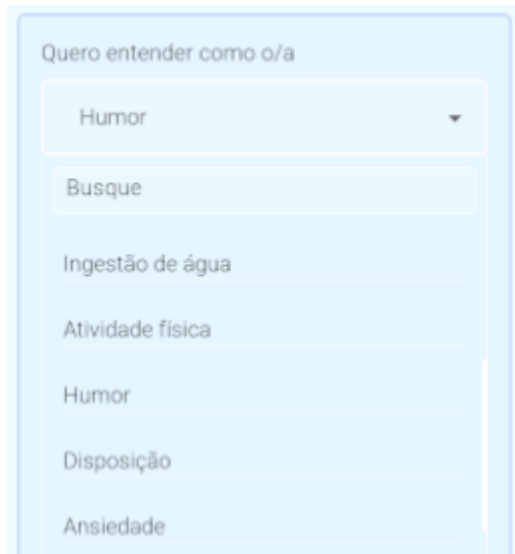 Quero entender como o/a
Humor
Busque
Ingestão de água
Atividade física
Humor
Disposição
Ansiedade